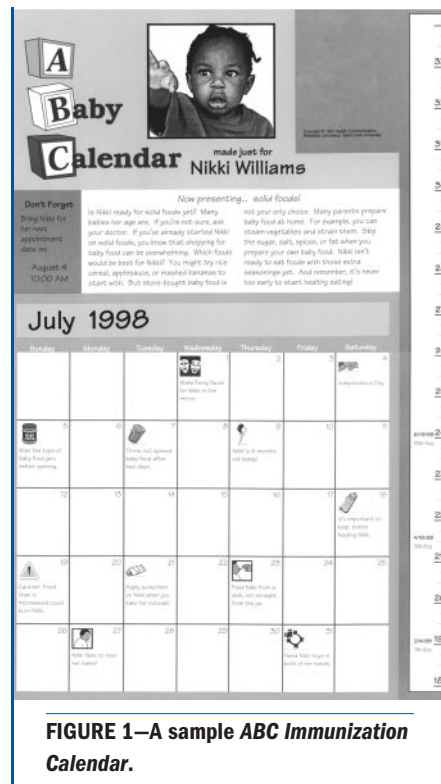 A
Baby
Calendar
made just for
Nikki Williams
Don't Forget
Bring Nikki for
her next
appointment
date on:
August 4
10:00 AM
Now presenting... solid foods!
Is Nikki ready for solid foods yet? Many
babies her age are. If you're not sure, ask
your doctor. If you've already started Nikki
on solid foods, you know that shopping for
baby food can be overwhelming. Which foods
would be best for Nikki? You might try rice
cereal, applesauce, or mashed bananas to
start with. But store-bought baby food is
not your only choice. Many parents prepare
baby food at home. For example, you can
steam vegetables and strain them. Skip
the sugar, salt, spices, or fat when you
prepare your own baby food. Nikki isn't
ready to eat foods with those extra
seasonings yet. And remember, it's never
too early to start healthy eating!
July 1998
Sunday Monday Tuesday Wednesday Thursday Friday Saturday
1 2 3 4
Make funny faces
for Nikki in the
mirror.
Independence Day
5 6 7 8 9 10 11
Wipe the tops of
baby food jars
before opening.
Throw out opened
baby food after
two days.
Nikki is 6 months
old today!
12 13 14 15 16 17 18
It's important to
keep
feeding Nikki.
19 20 21 22 23 24 25
Caution! Food
that is
microwaved could
burn Nikki.
Apply sunscreen
on Nikki when you
take her outside.
Feed Nikki from a
dish, not straight
from the jar.
26 27 28 29 30 31
Nikki likes to hear
her name!
Hand Nikki toys in
both of her hands.
FIGURE 1—A sample ABC Immunization
Calendar.